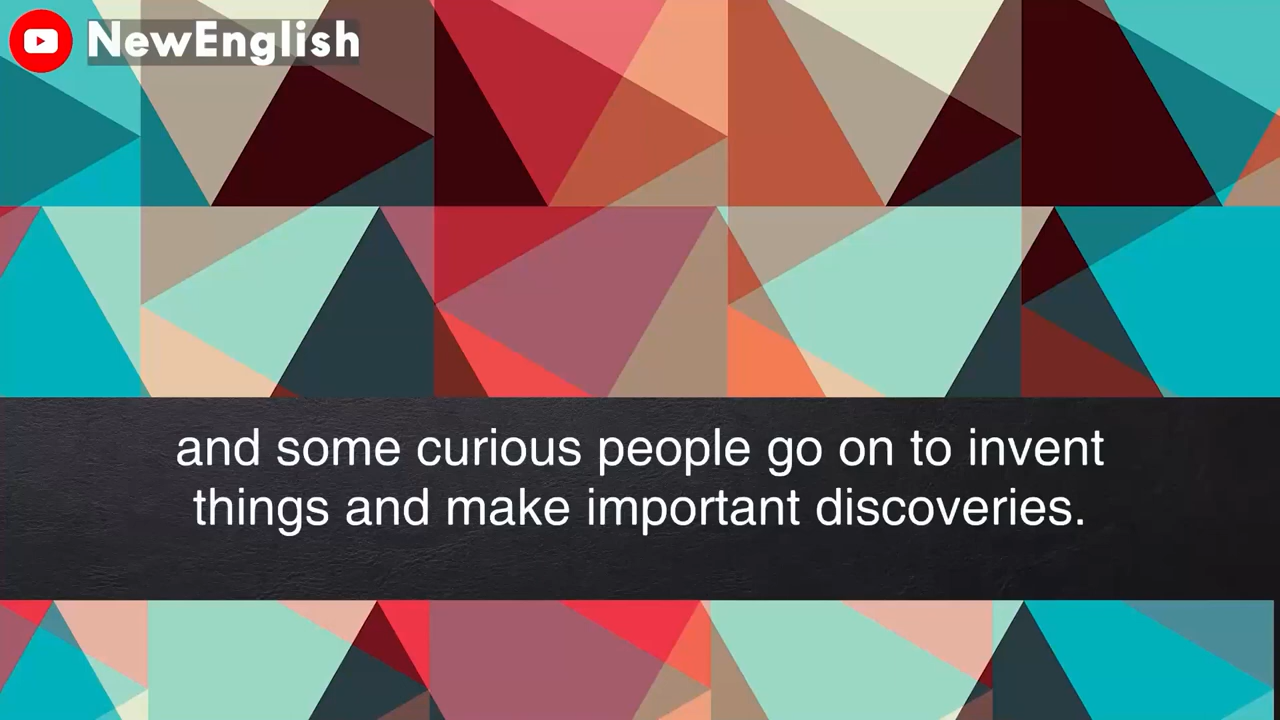 NewEnglish
and some curious people go on to invent
things and make important discoveries.